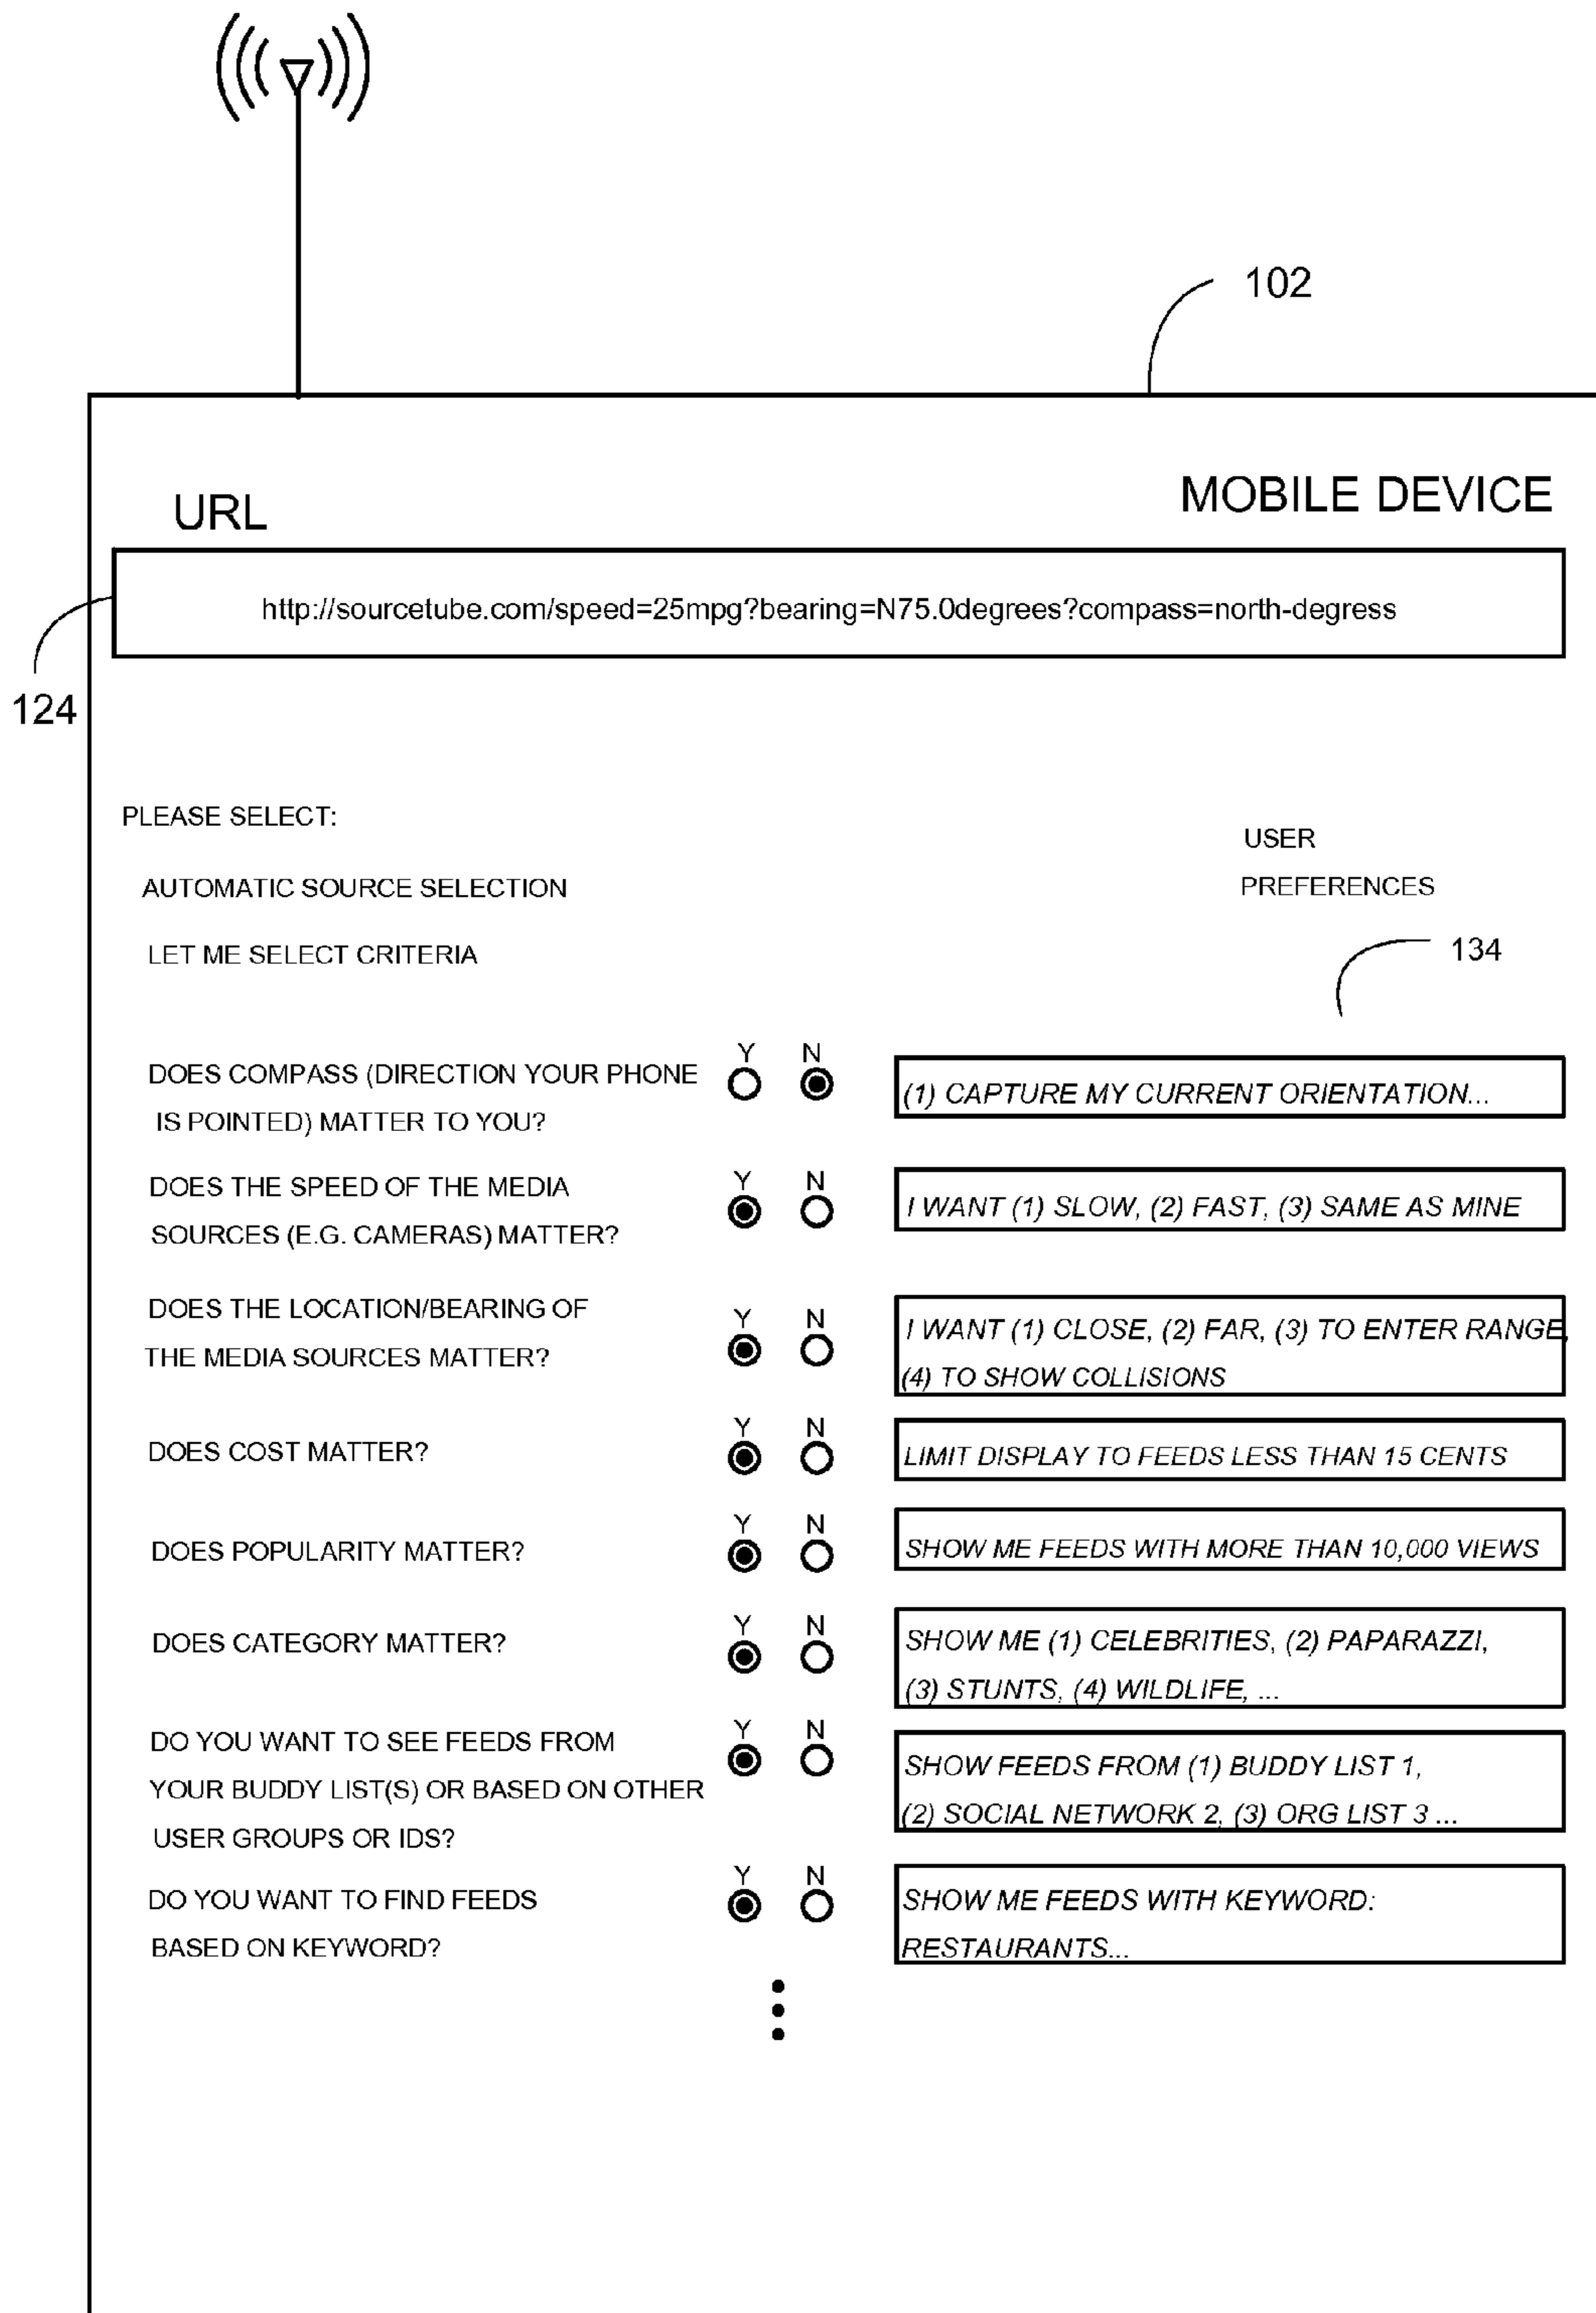 102
URL
MOBILE DEVICE
http://sourcetube.com/speed=25mpg?bearing=N75.0degrees?compass=north-degress
124
PLEASE SELECT:
AUTOMATIC SOURCE SELECTION
LET ME SELECT CRITERIA
USER
PREFERENCES
134
DOES COMPASS (DIRECTION YOUR PHONE
IS POINTED) MATTER TO YOU?
Y N
(1) CAPTURE MY CURRENT ORIENTATION...
DOES THE SPEED OF THE MEDIA
SOURCES (E.G. CAMERAS) MATTER?
Y N
I WANT (1) SLOW, (2) FAST, (3) SAME AS MINE
DOES THE LOCATION/BEARING OF
THE MEDIA SOURCES MATTER?
Y N
I WANT (1) CLOSE, (2) FAR, (3) TO ENTER RANGE,
(4) TO SHOW COLLISIONS
DOES COST MATTER?
Y N
LIMIT DISPLAY TO FEEDS LESS THAN 15 CENTS
DOES POPULARITY MATTER?
Y N
SHOW ME FEEDS WITH MORE THAN 10,000 VIEWS
DOES CATEGORY MATTER?
Y N
SHOW ME (1) CELEBRITIES, (2) PAPARAZZI,
(3) STUNTS, (4) WILDLIFE, ...
DO YOU WANT TO SEE FEEDS FROM
YOUR BUDDY LIST(S) OR BASED ON OTHER
USER GROUPS OR IDS?
Y N
SHOW FEEDS FROM (1) BUDDY LIST 1,
(2) SOCIAL NETWORK 2, (3) ORG LIST 3 ...
DO YOU WANT TO FIND FEEDS
BASED ON KEYWORD?
Y N
SHOW ME FEEDS WITH KEYWORD:
RESTAURANTS...